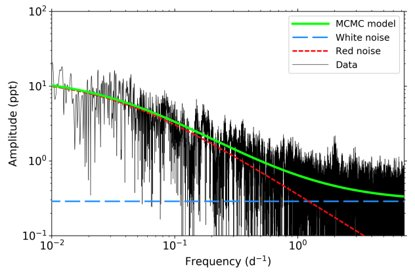 10²
MCMC model
White noise
Red noise
Data
10¹
Amplitude (ppt)
10⁰
10⁻¹
10⁻² 10⁻¹ 10⁰
Frequency (d⁻¹)